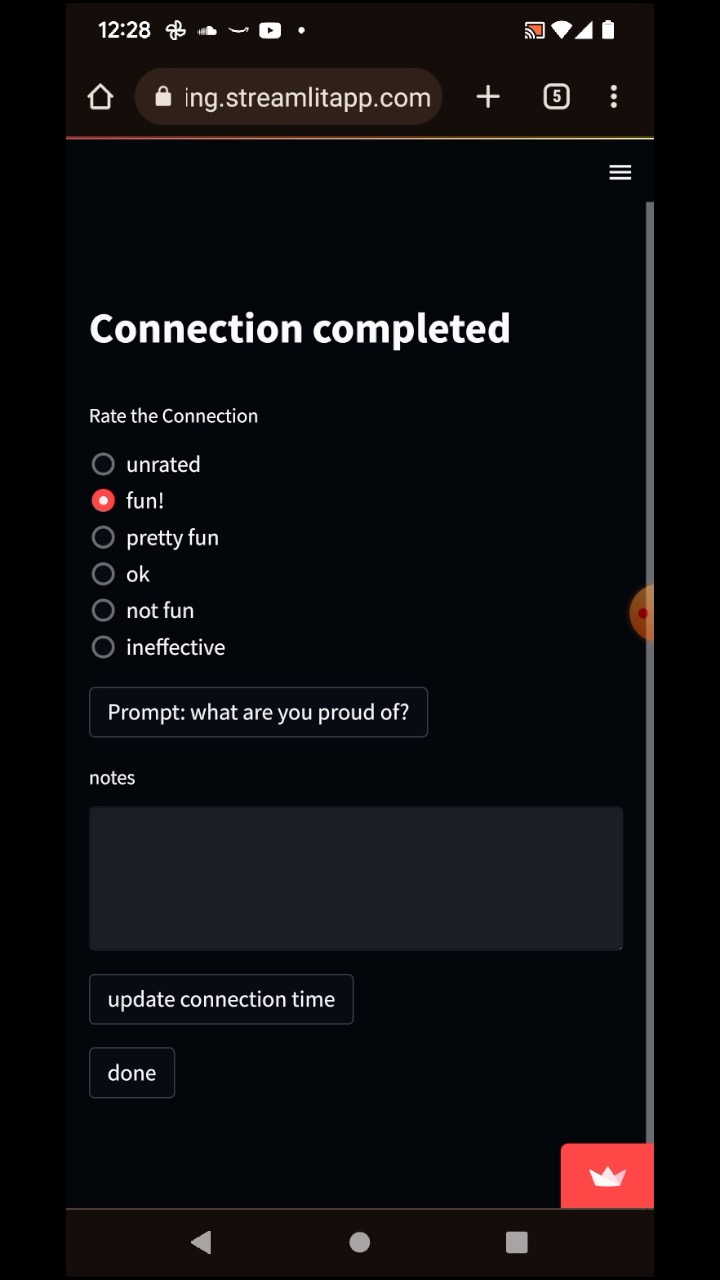 12:28
ing.streamlitapp.com
5
Connection completed
Rate the Connection
unrated
fun!
pretty fun
ok
not fun
ineffective
Prompt: what are you proud of?
notes
update connection time
done